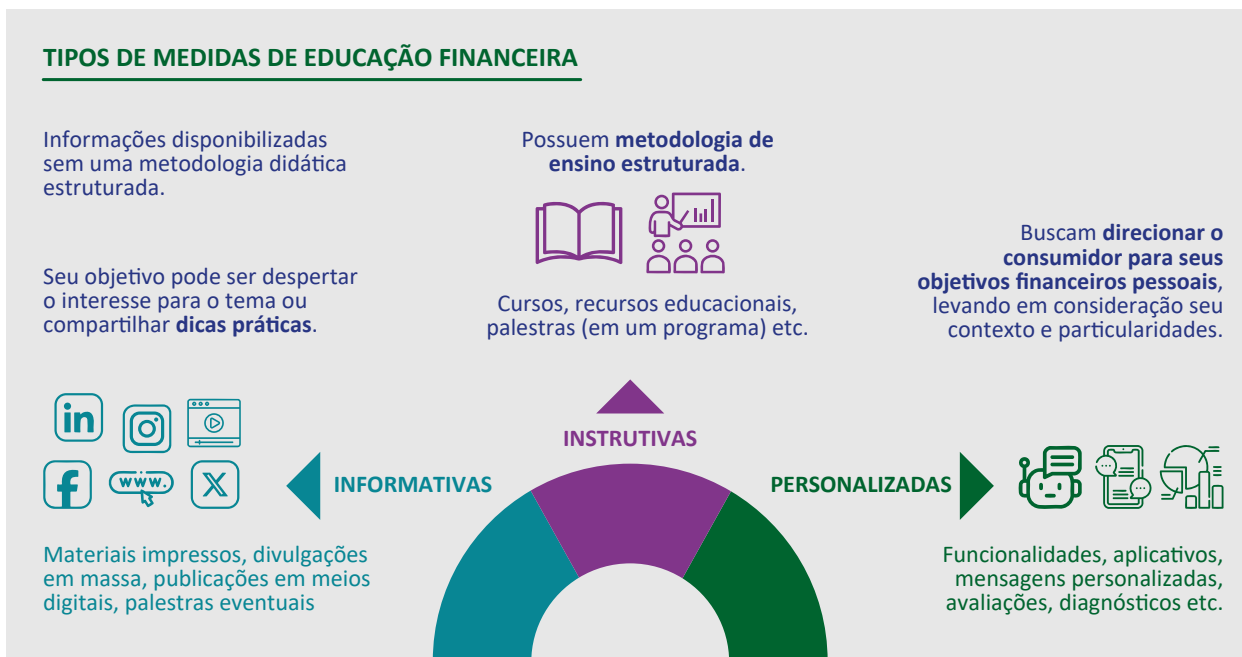 TIPOS DE MEDIDAS DE EDUCAÇÃO FINANCEIRA
Informações disponibilizadas
sem uma metodologia didática
estruturada.
Seu objetivo pode ser despertar
o interesse para o tema ou
compartilhar dicas práticas.
in
f
www.
X
INFORMATIVAS
Materiais impressos, divulgações
em massa, publicações em meios
digitais, palestras eventuais
Possuem metodologia de
ensino estruturada.
Cursos, recursos educacionais,
palestras (em um programa) etc.
INSTRUTIVAS
Buscam direcionar o
consumidor para seus
objetivos financeiros pessoais,
levando em consideração seu
contexto e particularidades.
PERSONALIZADAS
Funcionalidades, aplicativos,
mensagens personalizadas,
avaliações, diagnósticos etc.